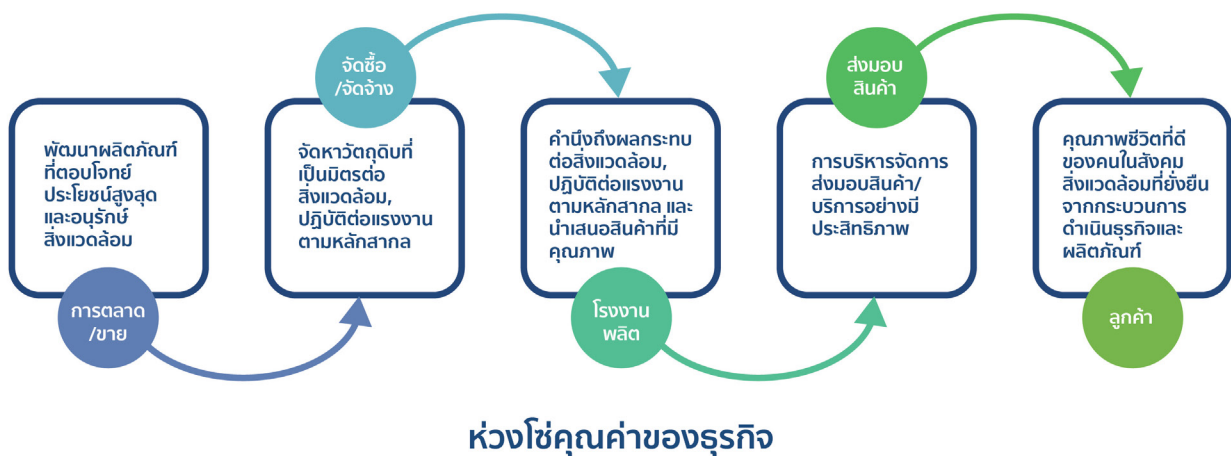 พัฒนาผลิตภัณฑ์
ที่ตอบโจทย์
ประโยชน์สูงสุด
และอนุรักษ์
สิ่งแวดล้อม
การตลาด
/ขาย
จัดซื้อ
/จัดจ้าง
จัดหาวัตถุดิบที่
เป็นมิตรต่อ
สิ่งแวดล้อม,
ปฏิบัติต่อแรงงาน
ตามหลักสากล
คำนึงถึงผลกระทบ
ต่อสิ่งแวดล้อม,
ปฏิบัติต่อแรงงาน
ตามหลักสากล และ
นำเสนอสินค้าที่มี
คุณภาพ
โรงงาน
ผลิต
ส่งมอบ
สินค้า
การบริหารจัดการ
ส่งมอบสินค้า/
บริการอย่างมี
ประสิทธิภาพ
คุณภาพชีวิตที่ดี
ของคนในสังคม
สิ่งแวดล้อมที่ยั่งยืน
จากกระบวนการ
ดำเนินธุรกิจและ
ผลิตภัณฑ์
ลูกค้า
ห่วงโซ่คุณค่าของธุรกิจ